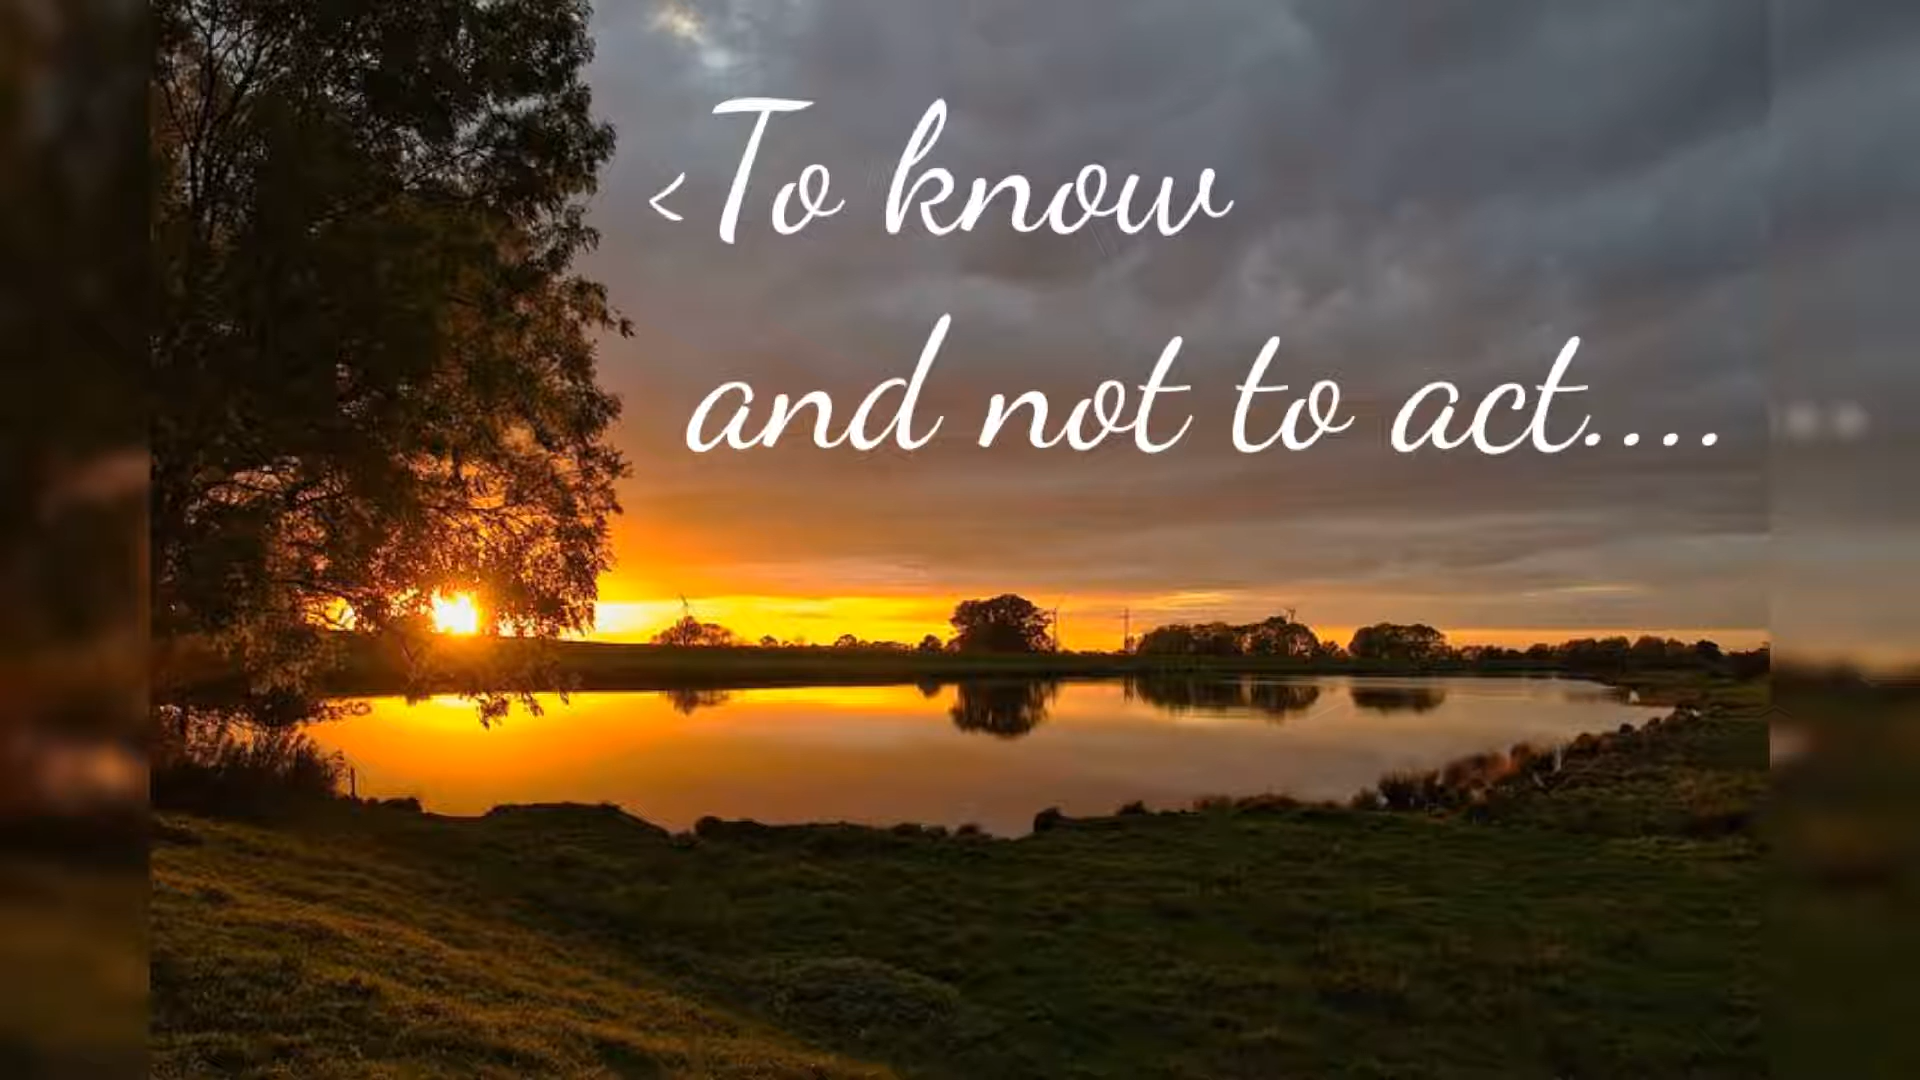 <To know
and not to act....